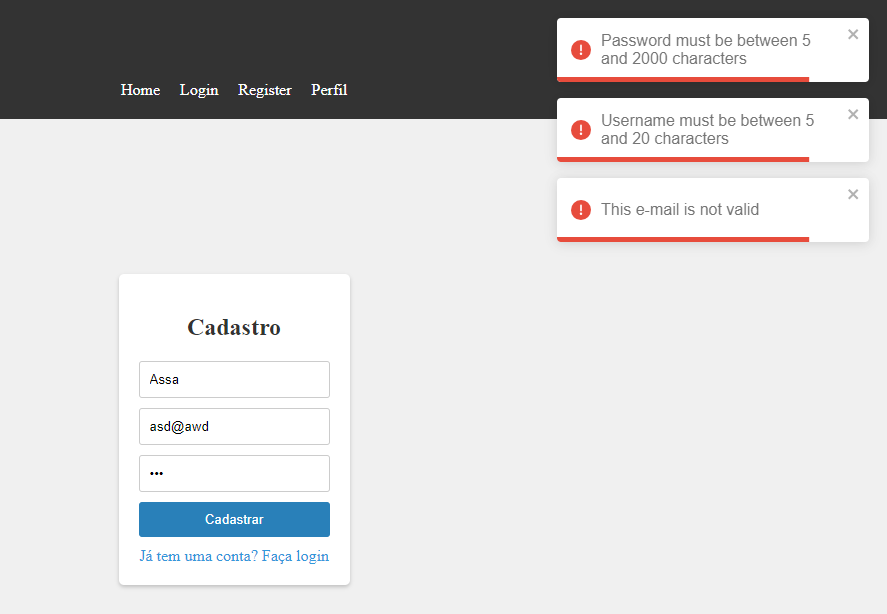 Home Login Register Perfil
Password must be between 5
and 2000 characters
Username must be between 5
and 20 characters
This e-mail is not valid
Cadastro
Assa
asd@awd
•••
Cadastrar
Já tem uma conta? Faça login